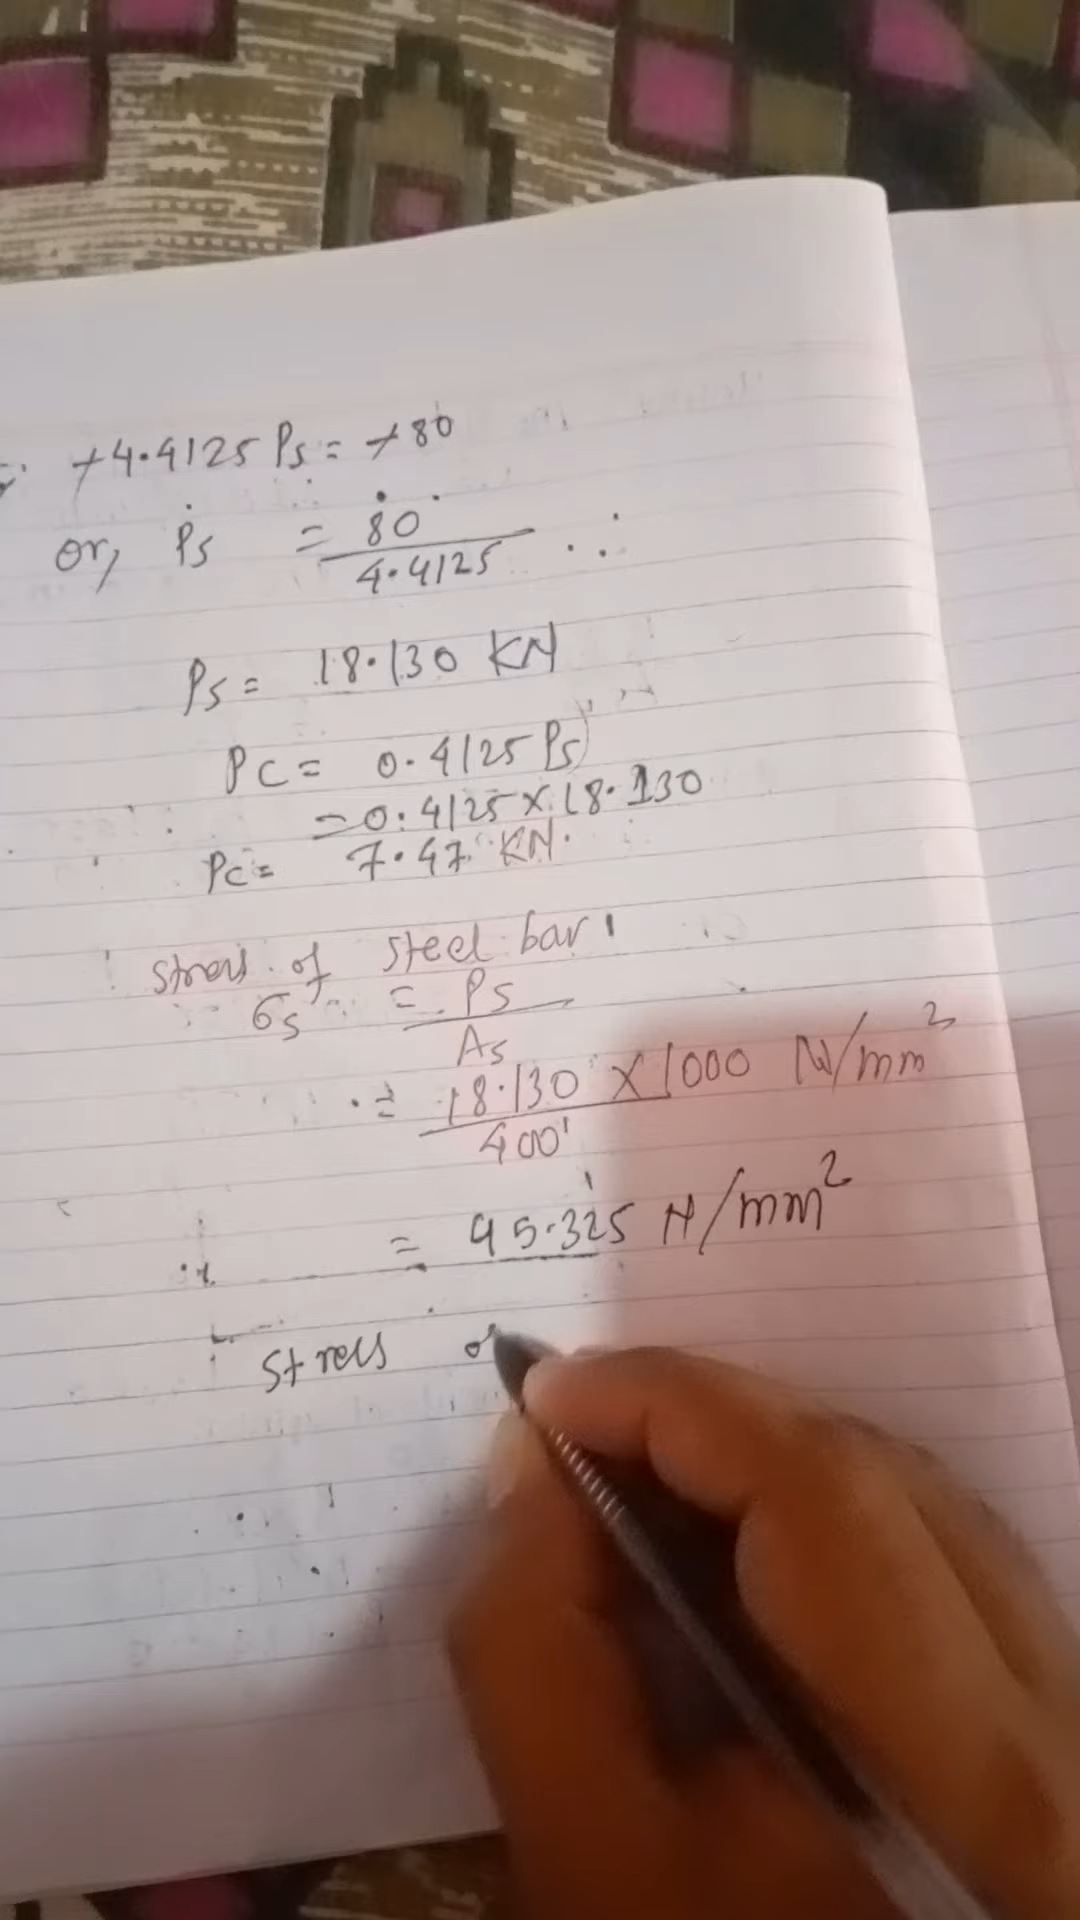 +4.4125 Ps = +80
or, Ps = 80
4.4125
Ps = 18.130 KN
PC = 0.4125 Ps
= 0.4125 × 18.130
Pc = 7.47 KN.
Stress of steel bar
σs = Ps
As
= 18.130 × 1000 N/mm²
400
= 45.325 N/mm²
Stress of